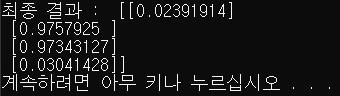 최종 결과 :  [[0.02391914]
 [0.9757925 ]
 [0.97343127]
 [0.03041428]]
계속하려면 아무 키나 누르십시오 . . .